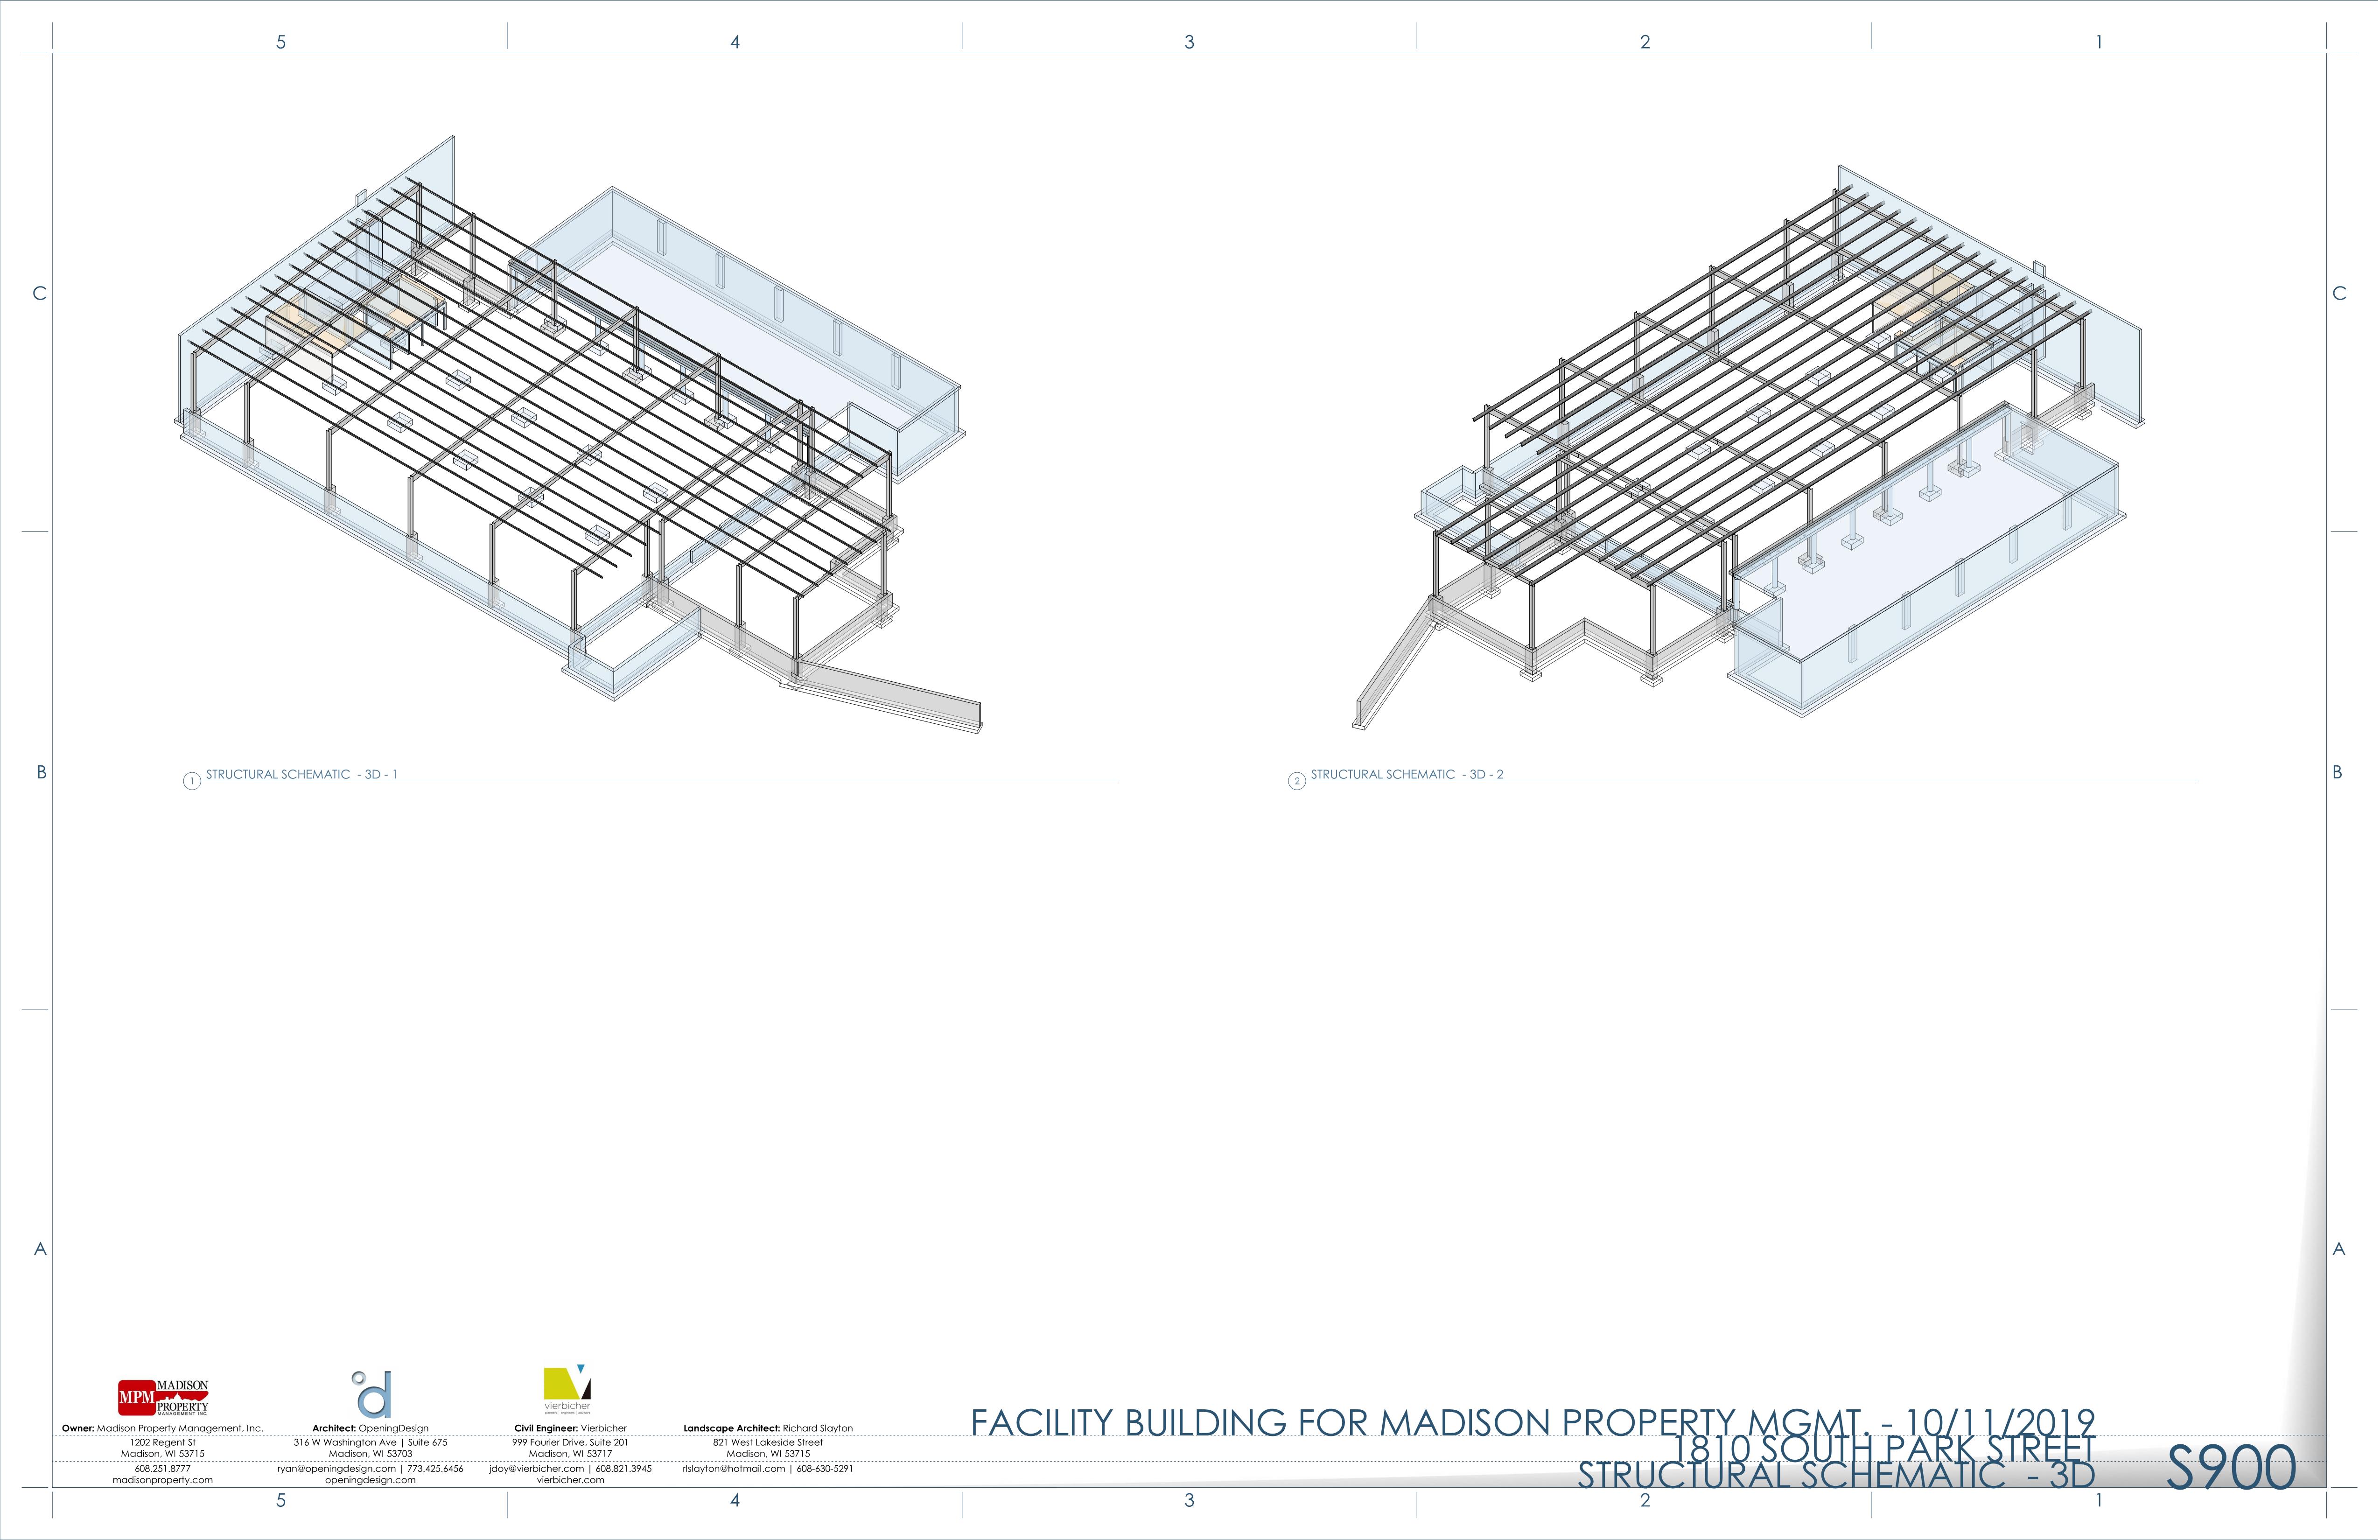 5 4 3 2 1
C C
STRUCTURAL SCHEMATIC - 3D - 1
1
STRUCTURAL SCHEMATIC - 3D - 2
2
B B
A A
MPM MADISON
PROPERTY
MANAGEMENT INC.
d
vierbicher
planners | engineers | advisors
Owner: Madison Property Management, Inc.
1202 Regent St
Madison, WI 53715
608.251.8777
madisonproperty.com
Architect: OpeningDesign
316 W Washington Ave | Suite 675
Madison, WI 53703
ryan@openingdesign.com | 773.425.6456
openingdesign.com
Civil Engineer: Vierbicher
999 Fourier Drive, Suite 201
Madison, WI 53717
jdoy@vierbicher.com | 608.821.3945
vierbicher.com
Landscape Architect: Richard Slayton
821 West Lakeside Street
Madison, WI 53715
rlslayton@hotmail.com | 608-630-5291
FACILITY BUILDING FOR MADISON PROPERTY MGMT. - 10/11/2019
1810 SOUTH PARK STREET
STRUCTURAL SCHEMATIC - 3D
S900
5 4 3 2 1